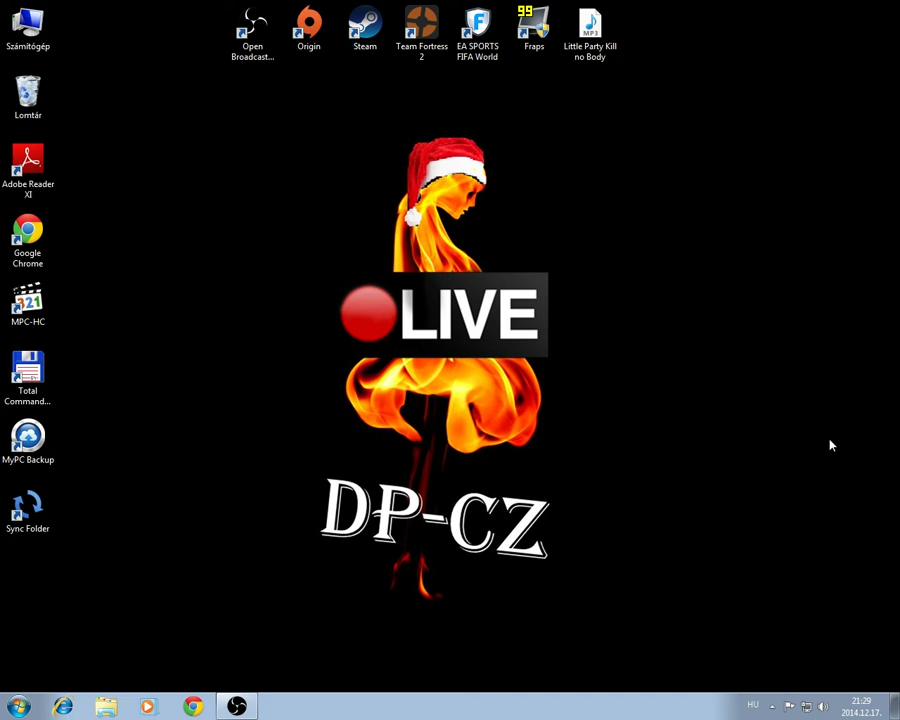 Számítógép
Lomtár
Adobe Reader
XI
Google
Chrome
321
MPC-HC
Total
Command...
MyPC Backup
Sync Folder
Open
Broadcast...
Origin
Steam
Team Fortress
2
EA SPORTS
FIFA World
99
Fraps
MP3
Little Party Kill
no Body
LIVE
DP-CZ
HU
21:29
2014.12.17.